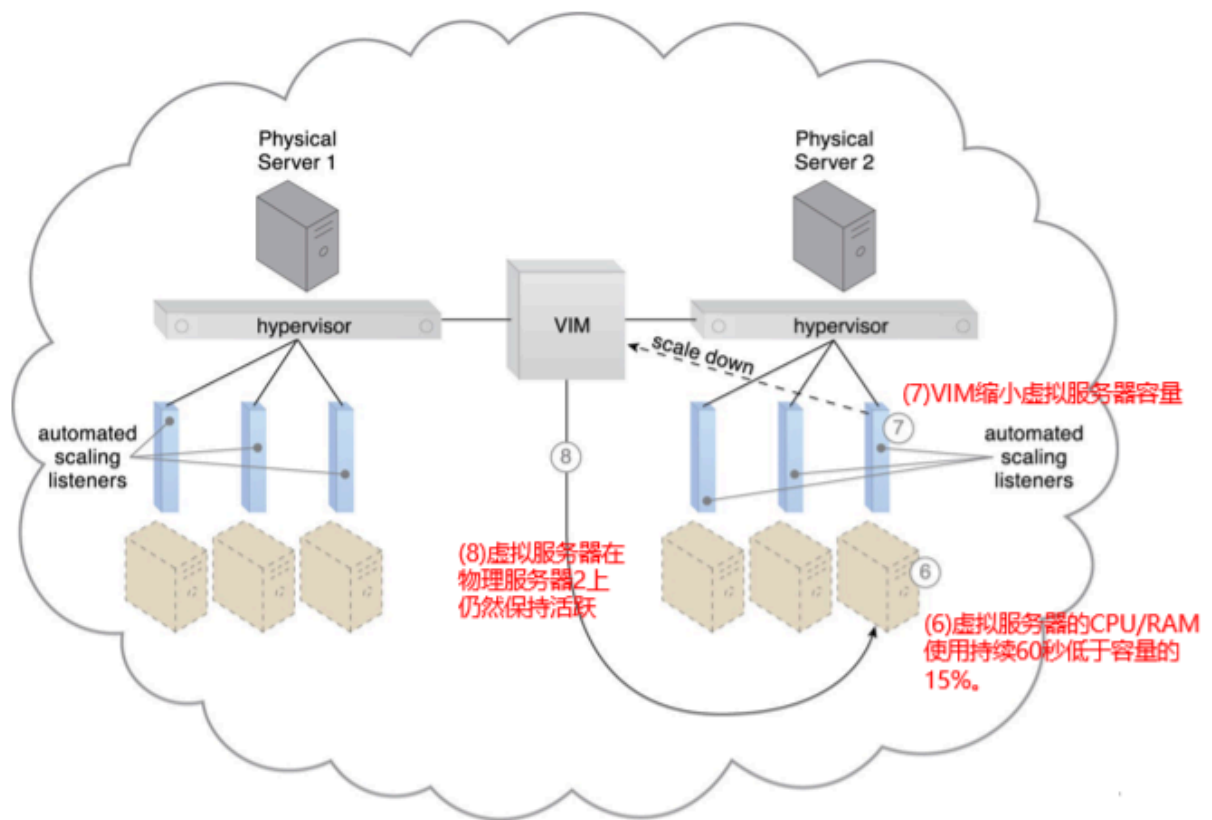 Physical
Server 1
Physical
Server 2
hypervisor
VIM
hypervisor
scale down
(7)VIM缩小虚拟服务器容量
7
automated
scaling
listeners
automated
scaling
listeners
8
(8)虚拟服务器在
物理服务器2上
仍然保持活跃
6
(6)虚拟服务器的CPU/RAM
使用持续60秒低于容量的
15%。